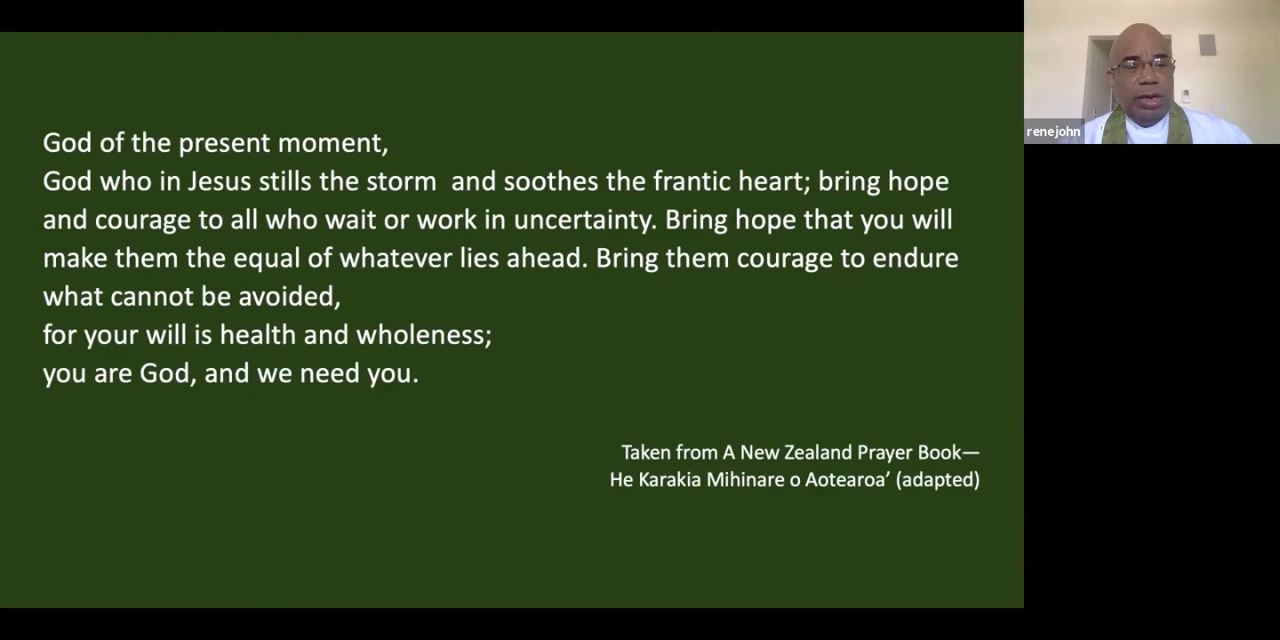 God of the present moment,
God who in Jesus stills the storm  and soothes the frantic heart; bring hope
and courage to all who wait or work in uncertainty. Bring hope that you will
make them the equal of whatever lies ahead. Bring them courage to endure
what cannot be avoided,
for your will is health and wholeness;
you are God, and we need you.
Taken from A New Zealand Prayer Book—
He Karakia Mihinare o Aotearoa’ (adapted)
renejohn